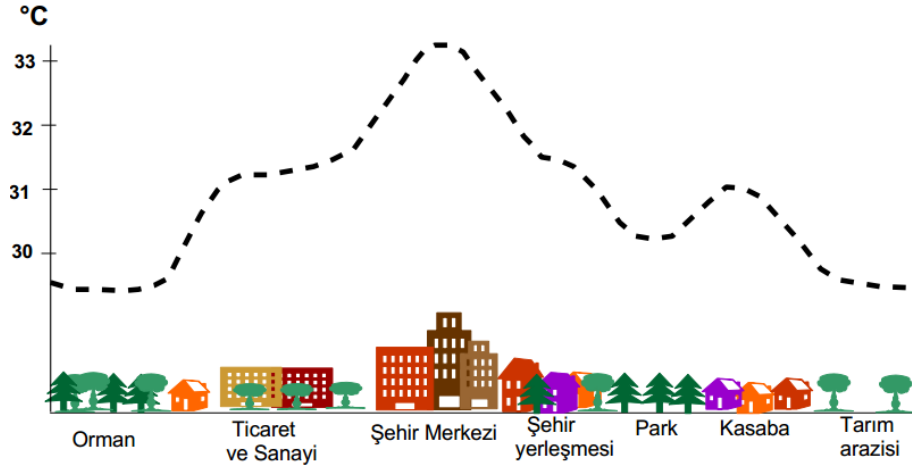 °C
33
32
31
30
Orman
Ticaret
ve Sanayi
Şehir Merkezi
Şehir
yerleşmesi
Park
Kasaba
Tarım
arazisi